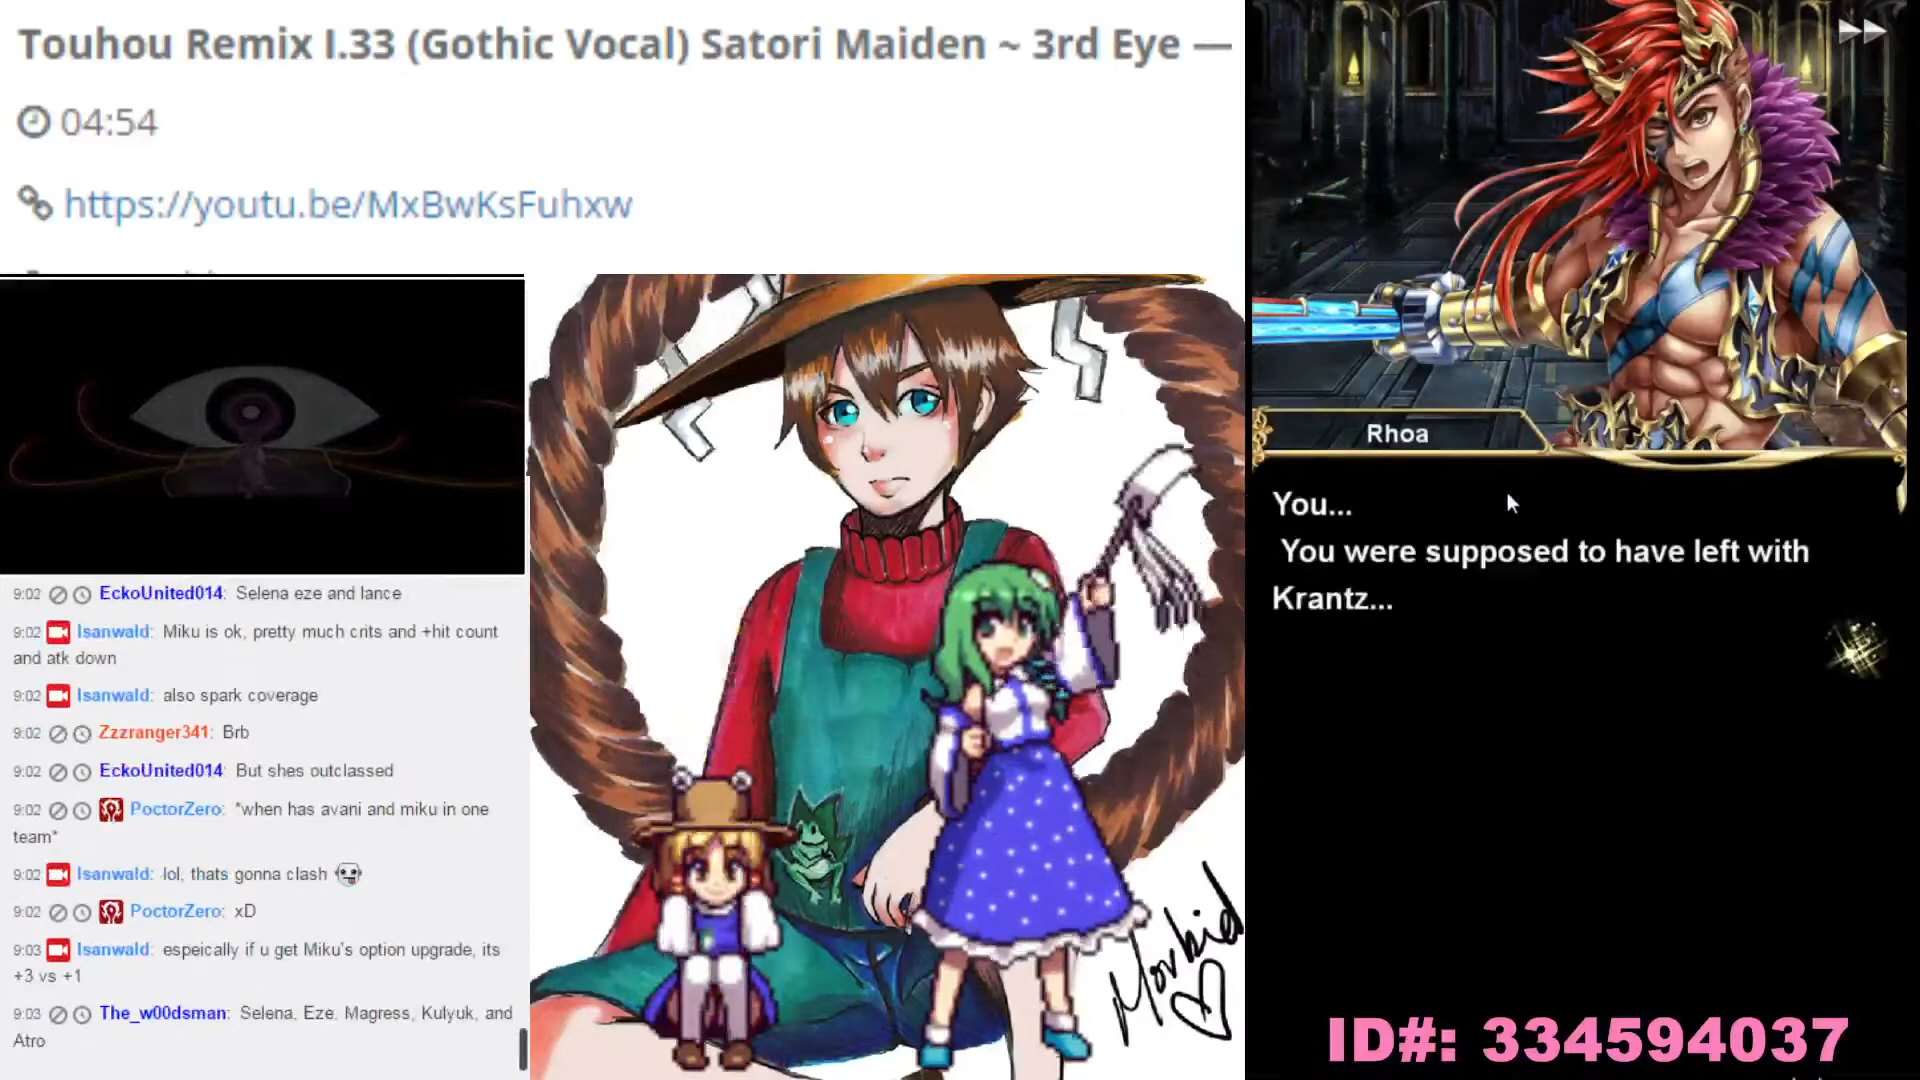 Touhou Remix I.33 (Gothic Vocal) Satori Maiden ~ 3rd Eye —
04:54
https://youtu.be/MxBwKsFuhxw
9:02 EckoUnited014: Selena eze and lance
9:02 Isanwald: Miku is ok, pretty much crits and +hit count
and atk down
9:02 Isanwald: also spark coverage
9:02 Zzzranger341: Brb
9:02 EckoUnited014: But shes outclassed
9:02 PoctorZero: *when has avani and miku in one
team*
9:02 Isanwald: lol, thats gonna clash
9:02 PoctorZero: xD
9:03 Isanwald: espeically if u get Miku's option upgrade, its
+3 vs +1
9:03 The_w00dsman: Selena, Eze, Magress, Kulyuk, and
Atro
Morbid
Rhoa
You...
You were supposed to have left with
Krantz...
ID#: 334594037